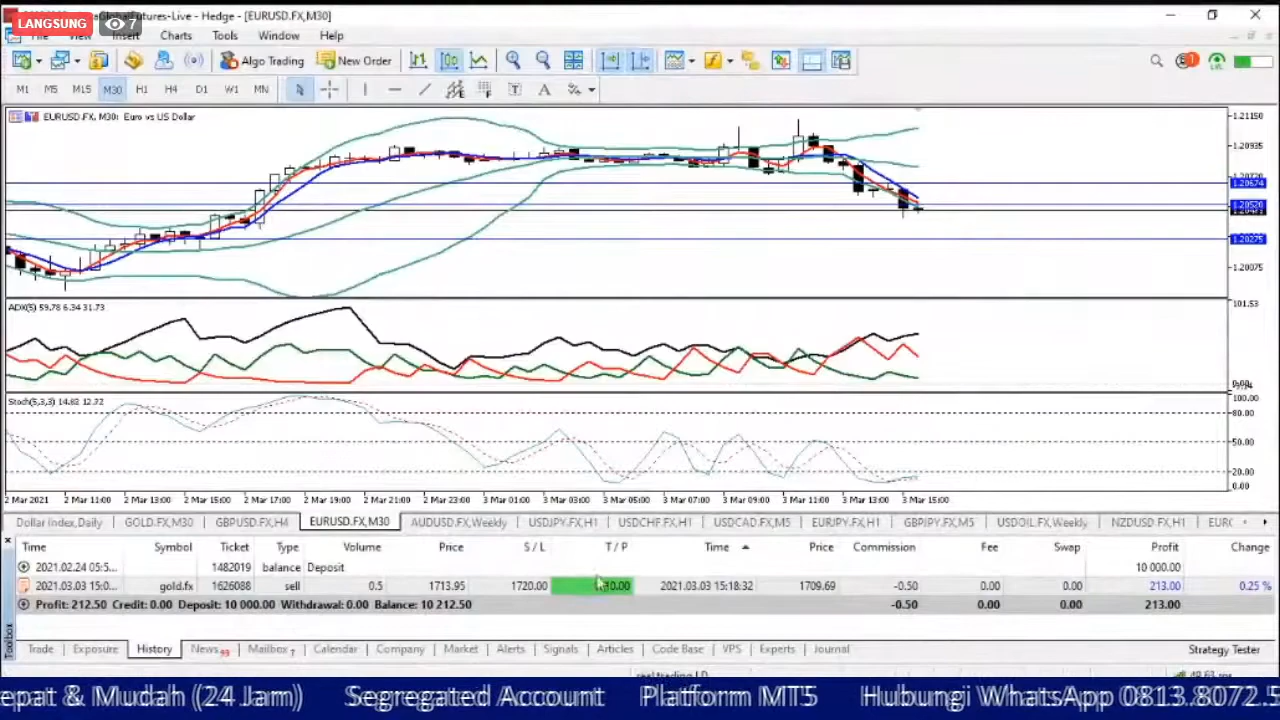 LANGSUNG 7 GlobalFutures-Live - Hedge - [EURUSD.FX,M30]
File View Insert Charts Tools Window Help
Algo Trading New Order 1
M1 M5 M15 M30 H1 H4 D1 W1 MN T A
EURUSD.FX, M30: Euro vs US Dollar
1.21150
1.20935
1.20674
1.20520
1.20275
1.20075
ADX(5) 59.78 6.34 31.73
101.53
Stoch(5,3,3) 14.82 12.72
100.00
80.00
50.00
20.00
0.00
2 Mar 2021 2 Mar 11:00 2 Mar 13:00 2 Mar 15:00 2 Mar 17:00 2 Mar 19:00 2 Mar 21:00 2 Mar 23:00 3 Mar 01:00 3 Mar 03:00 3 Mar 05:00 3 Mar 07:00 3 Mar 09:00 3 Mar 11:00 3 Mar 13:00 3 Mar 15:00
Dollar Index,Daily GOLD.FX,M30 GBPUSD.FX,H4 EURUSD.FX,M30 AUDUSD.FX,Weekly USDJPY.FX,H1 USDCHF.FX,H1 USDCAD.FX,M5 EURJPY.FX,H1 GBPJPY.FX,M5 USOIL.FX,Weekly NZDUSD.FX,H1 EURC
Time Symbol Ticket Type Volume Price S / L T / P Time Price Commission Fee Swap Profit Change
2021.02.24 05:5... 1482019 balance Deposit 10 000.00
2021.03.03 15:0... gold.fx 1626088 sell 0.5 1713.95 1720.00 2021.03.03 15:18:32 1709.69 -0.50 0.00 0.00 213.00 0.25 %
Profit: 212.50 Credit: 0.00 Deposit: 10 000.00 Withdrawal: 0.00 Balance: 10 212.50 -0.50 0.00 0.00 213.00
Toolbox
Trade Exposure History News 93 Mailbox 7 Calendar Company Market Alerts Signals Articles Code Base VPS Experts Journal Strategy Tester
epat & Mudah ((24 Jam)) Segregated Account Platform MT5 Hubungi WhatsApp 0813.8072.5